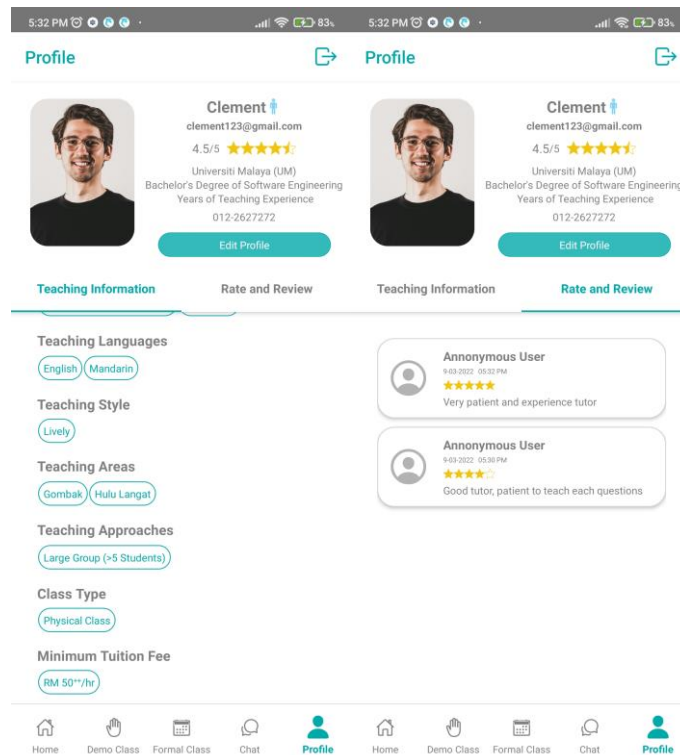 5:32 PM
83%
Profile
Clement
clement123@gmail.com
4.5/5
Universiti Malaya (UM)
Bachelor's Degree of Software Engineering
Years of Teaching Experience
012-2627272
Edit Profile
Teaching Information
Rate and Review
Teaching Languages
English
Mandarin
Teaching Style
Lively
Teaching Areas
Gombak
Hulu Langat
Teaching Approaches
Large Group (>5 Students)
Class Type
Physical Class
Minimum Tuition Fee
RM 50⁺⁺/hr
Home
Demo Class
Formal Class
Chat
Profile
5:32 PM
83%
Profile
Clement
clement123@gmail.com
4.5/5
Universiti Malaya (UM)
Bachelor's Degree of Software Engineering
Years of Teaching Experience
012-2627272
Edit Profile
Teaching Information
Rate and Review
Annonymous User
9-03-2022 05:32 PM
Very patient and experience tutor
Annonymous User
9-03-2022 05:30 PM
Good tutor, patient to teach each questions
Home
Demo Class
Formal Class
Chat
Profile